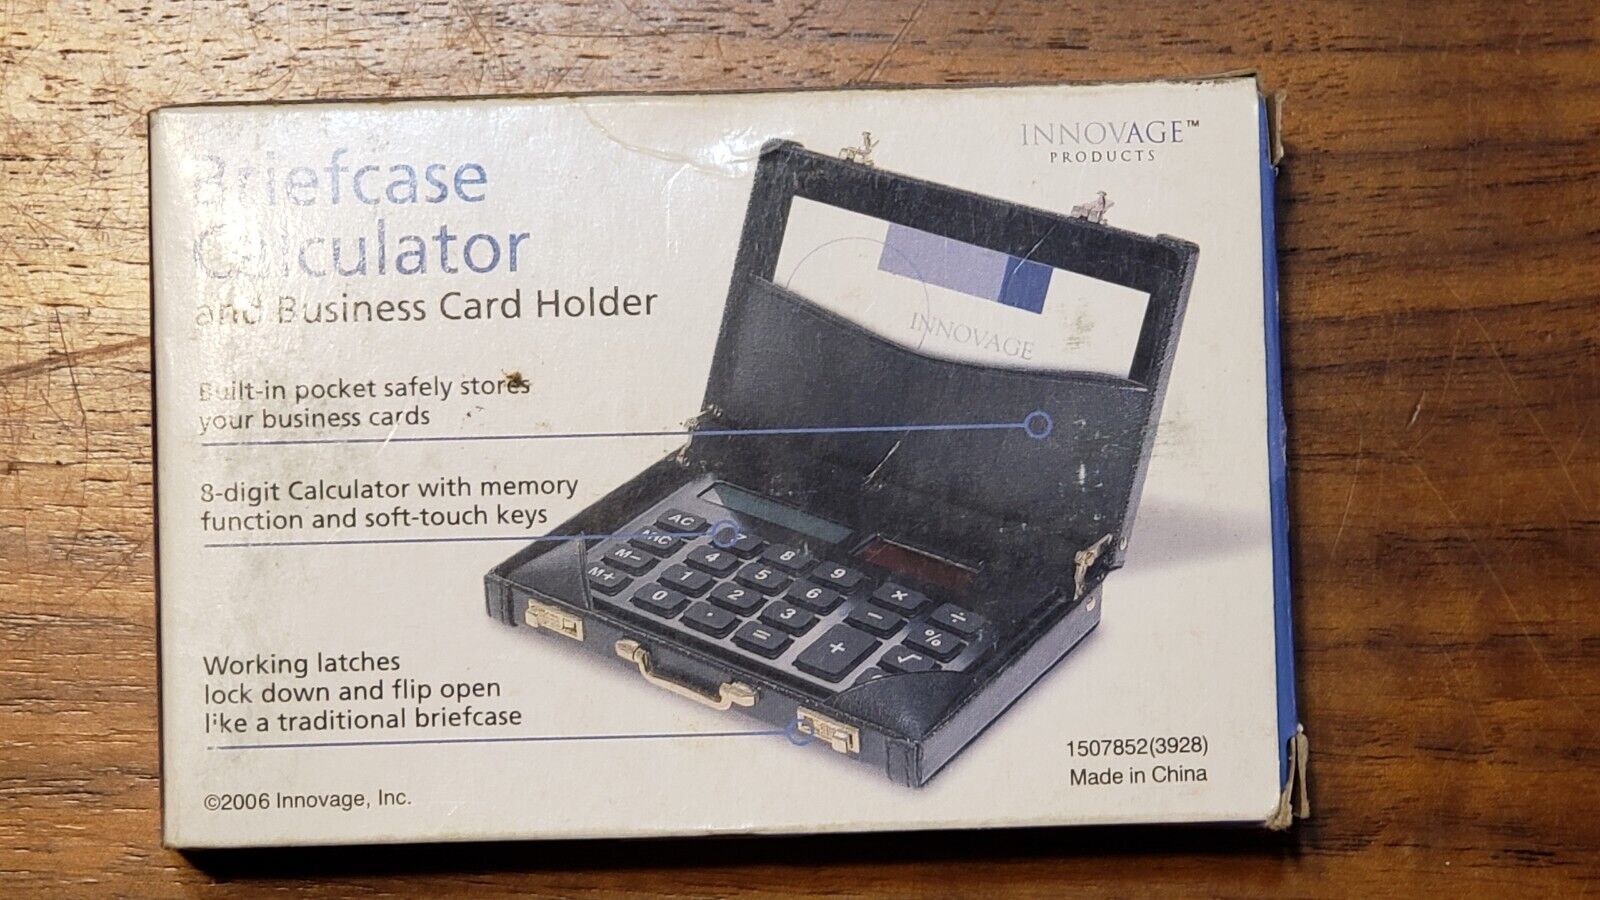 INNOVAGE™
PRODUCTS
Briefcase
Calculator
and Business Card Holder
INNOVAGE
Built-in pocket safely stores
your business cards
8-digit Calculator with memory
function and soft-touch keys
AC 7 8 9 × ÷
MC 4 5 6 − %
M− 1 2 3 + √
M+ 0 . =
Working latches
lock down and flip open
like a traditional briefcase
1507852(3928)
Made in China
©2006 Innovage, Inc.